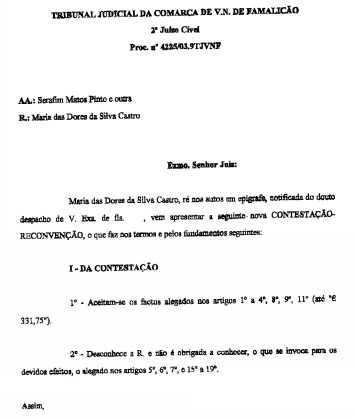 TRIBUNAL JUDICIAL DA COMARCA DE V.N. DE FAMALICÃO
2º Juízo Cível
Proc. nº 4225/03.9TJVNF
AA.: Serafim Matos Pinto e outra
R.: Maria das Dores da Silva Castro
Exmo. Senhor Juiz:
Maria das Dores da Silva Castro, ré nos autos em epígrafe, notificada do douto
despacho de V. Exa. de fls. , vem apresentar a seguinte nova CONTESTAÇÃO-
RECONVENÇÃO, o que faz nos termos e pelos fundamentos seguintes:
I - DA CONTESTAÇÃO
1º - Aceitam-se os factos alegados nos artigos 1º a 4º, 8º, 9º, 11º (até "€
331,75").
2º - Desconhece a R. e não é obrigada a conhecer, o que se invoca para os
devidos efeitos, o alegado nos artigos 5º, 6º, 7º, e 15º a 19º.
Assim,